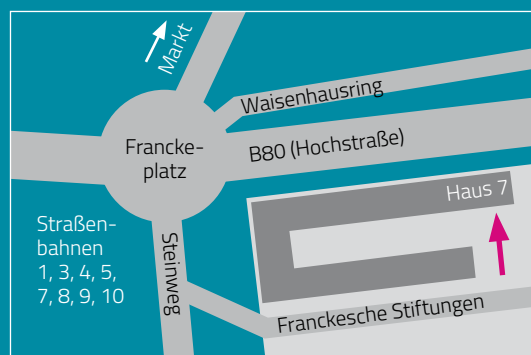 Markt
Waisenhausring
Francke-
platz
B80 (Hochstraße)
Haus 7
Straßen-
bahnen
1, 3, 4, 5,
7, 8, 9, 10
Steinweg
Franckesche Stiftungen